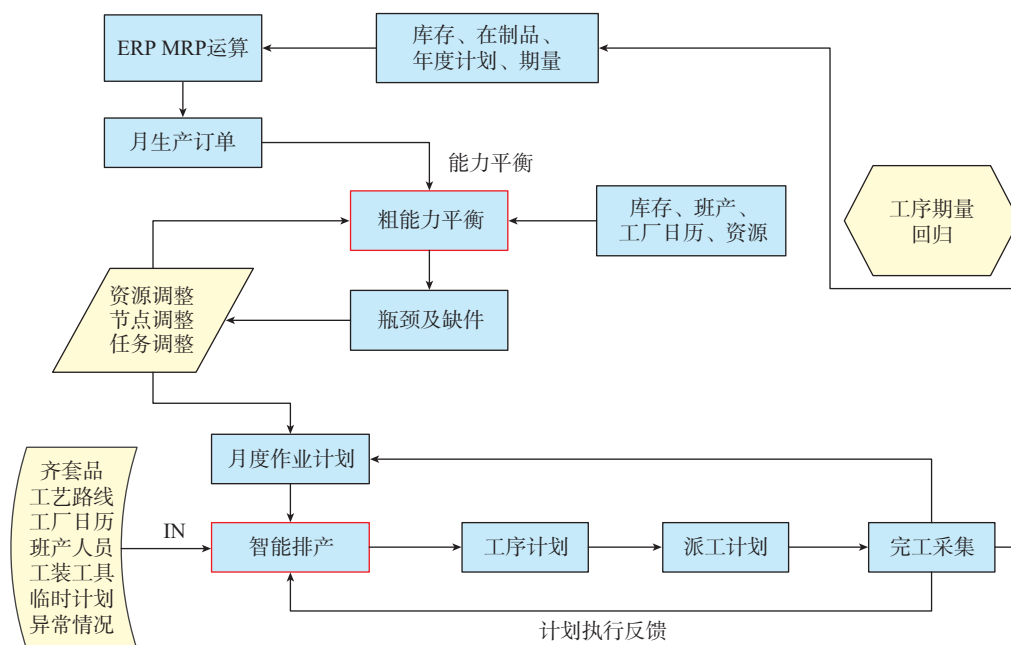 ERP MRP运算
库存、在制品、
年度计划、期量
月生产订单
能力平衡
粗能力平衡
库存、班产、
工厂日历、资源
工序期量
回归
资源调整
节点调整
任务调整
瓶颈及缺件
月度作业计划
齐套品
工艺路线
工厂日历
班产人员
工装工具
临时计划
异常情况
IN
智能排产
工序计划
派工计划
完工采集
计划执行反馈